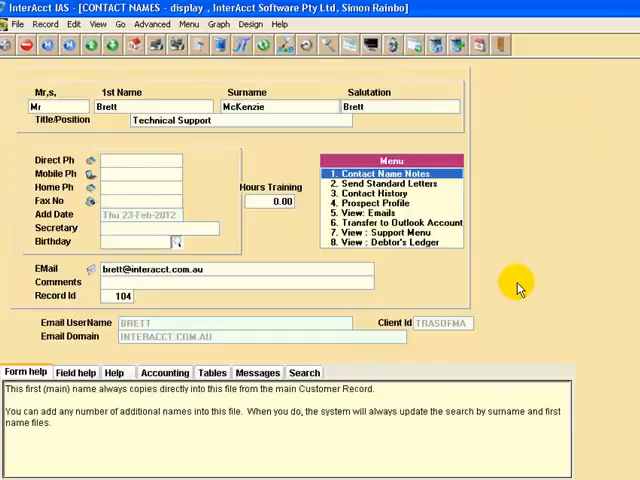 InterAcct IAS - [CONTACT NAMES - display , InterAcct Software Pty Ltd, Simon Rainbo]
File Record Edit View Go Advanced Menu Graph Design Help
Mr,s, 1st Name Surname Salutation
Mr Brett McKenzie Brett
Title/Position Technical Support
Direct Ph
Mobile Ph
Home Ph
Fax No
Add Date Thu 23-Feb-2012
Secretary
Birthday
Hours Training
0.00
Menu
1. Contact Name Notes
2. Send Standard Letters
3. Contact History
4. Prospect Profile
5. View: Emails
6. Transfer to Outlook Account
7. View : Support Menu
8. View : Debtor's Ledger
EMail brett@interacct.com.au
Comments
Record Id 104
Email UserName BRETT Client Id TRASOFMA
Email Domain INTERACCT.COM.AU
Form help Field help Help Accounting Tables Messages Search
This first (main) name always copies directly into this file from the main Customer Record.
You can add any number of additional names into this file. When you do, the system will always update the search by surname and first
name files.